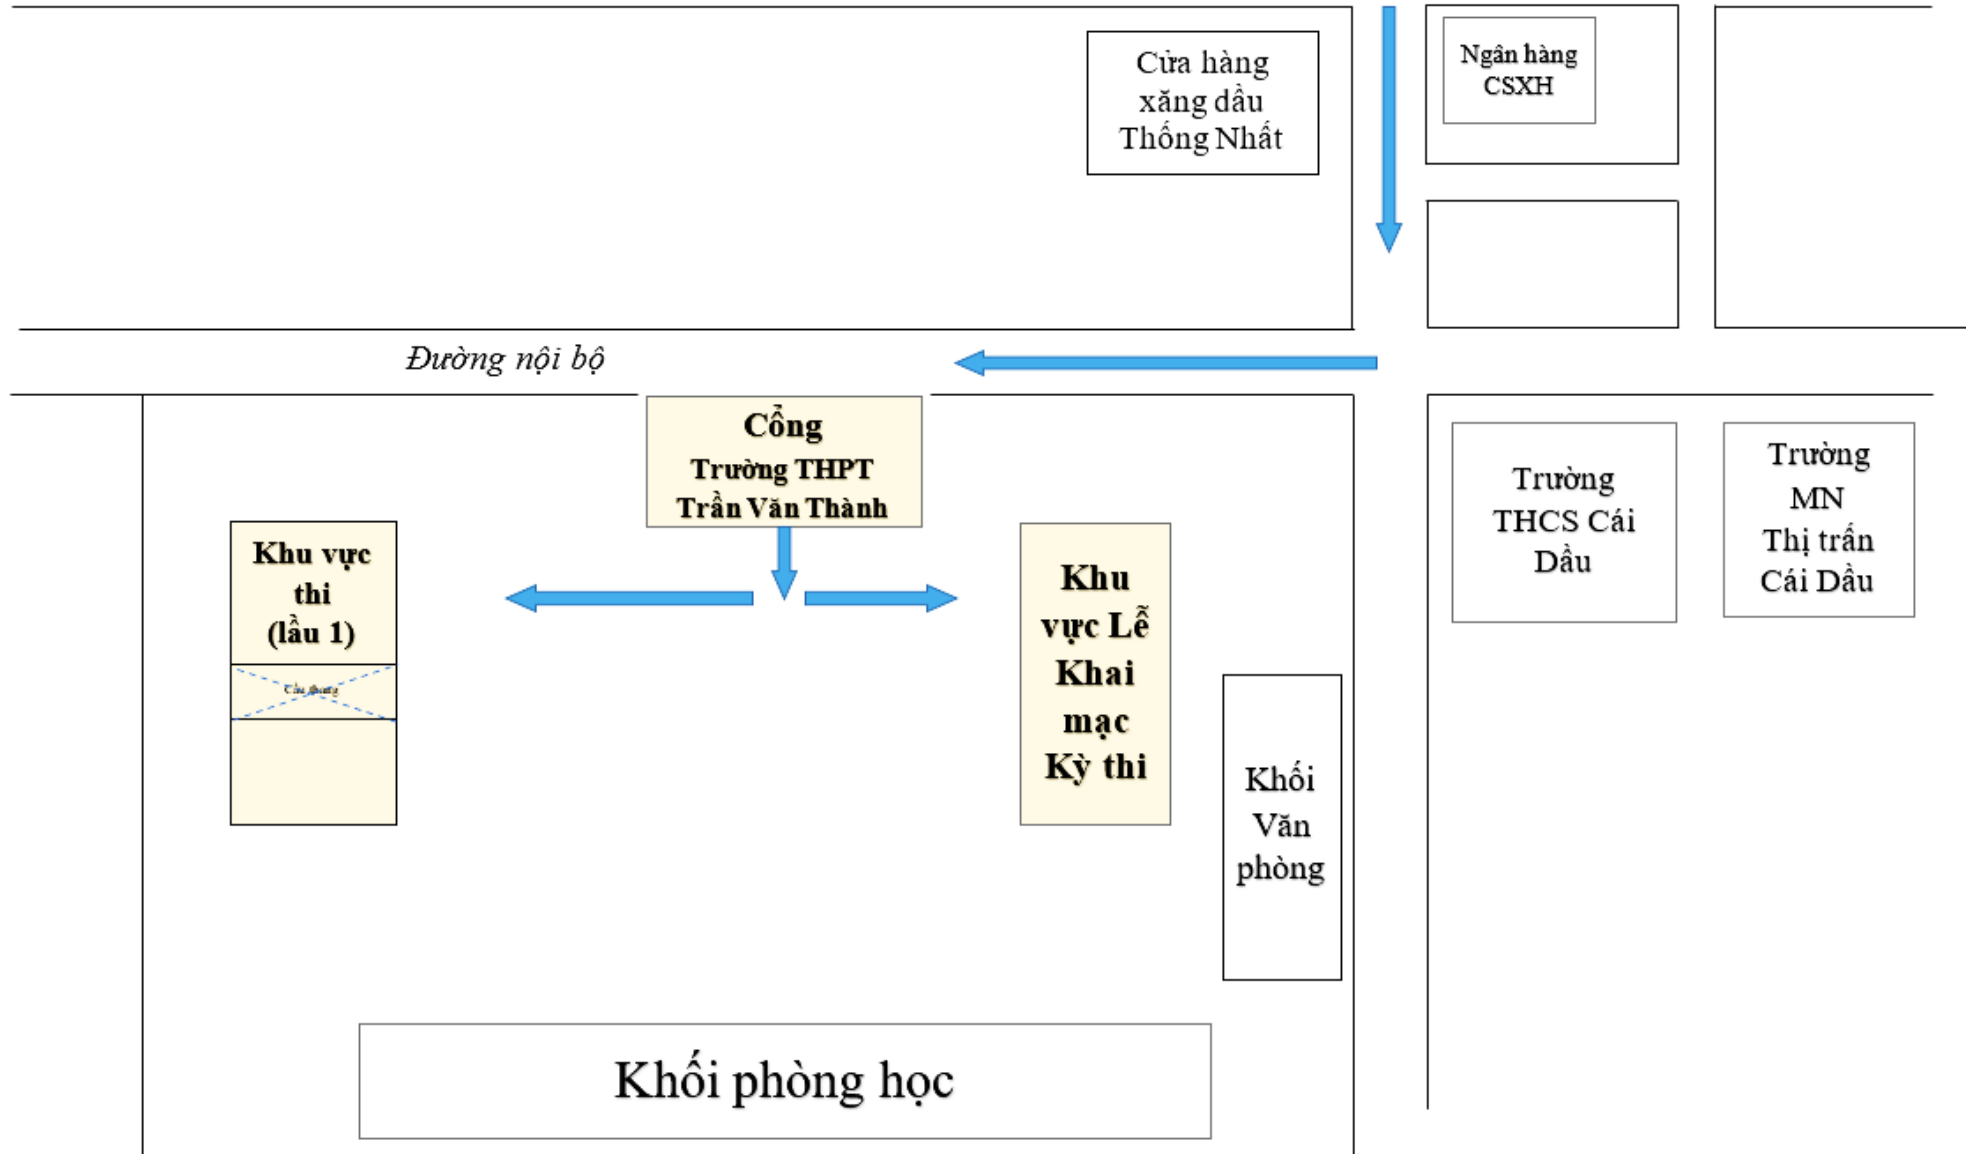 Cửa hàng
xăng dầu
Thống Nhất
Ngân hàng
CSXH
Đường nội bộ
Cổng
Trường THPT
Trần Văn Thành
Khu vực
thi
(lầu 1)
Cầu thang
Khu
vực Lễ
Khai
mạc
Kỳ thi
Khối
Văn
phòng
Trường
THCS Cái
Dầu
Trường
MN
Thị trấn
Cái Dầu
Khối phòng học